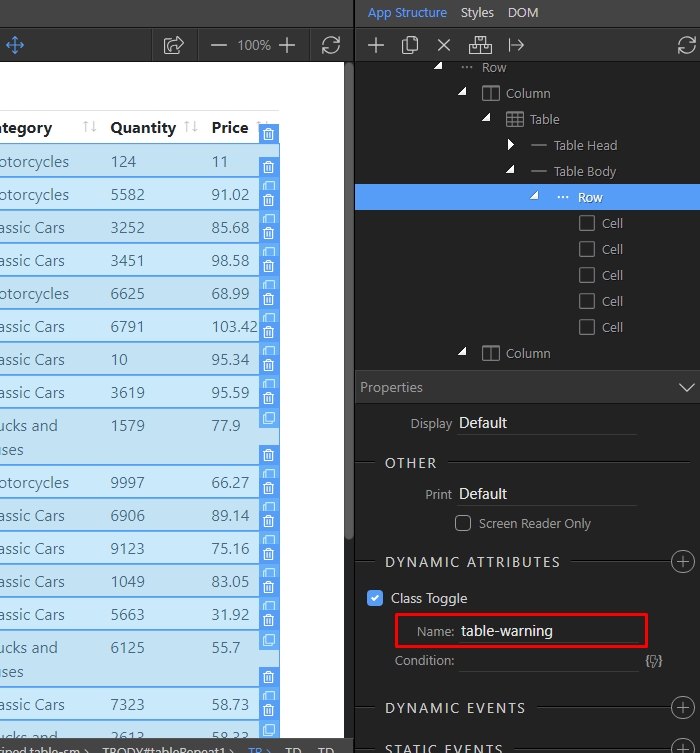 App Structure Styles DOM
100%
Row
Column
Table
Table Head
Table Body
Row
Cell
Cell
Cell
Cell
Cell
Column
ategory Quantity Price
otorcycles 124 11
otorcycles 5582 91.02
assic Cars 3252 85.68
assic Cars 3451 98.58
otorcycles 6625 68.99
assic Cars 6791 103.42
assic Cars 10 95.34
assic Cars 3619 95.59
ucks and 1579 77.9
ses
otorcycles 9997 66.27
assic Cars 6906 89.14
assic Cars 9123 75.16
assic Cars 1049 83.05
assic Cars 5663 31.92
ucks and 6125 55.7
ses
assic Cars 7323 58.73
assic Cars 2613 58.33
riped.table-sm TBODY#tableRepeat1 TR TD TD
Properties
Display Default
OTHER
Print Default
Screen Reader Only
DYNAMIC ATTRIBUTES
Class Toggle
Name: table-warning
Condition:
DYNAMIC EVENTS
STATIC EVENTS